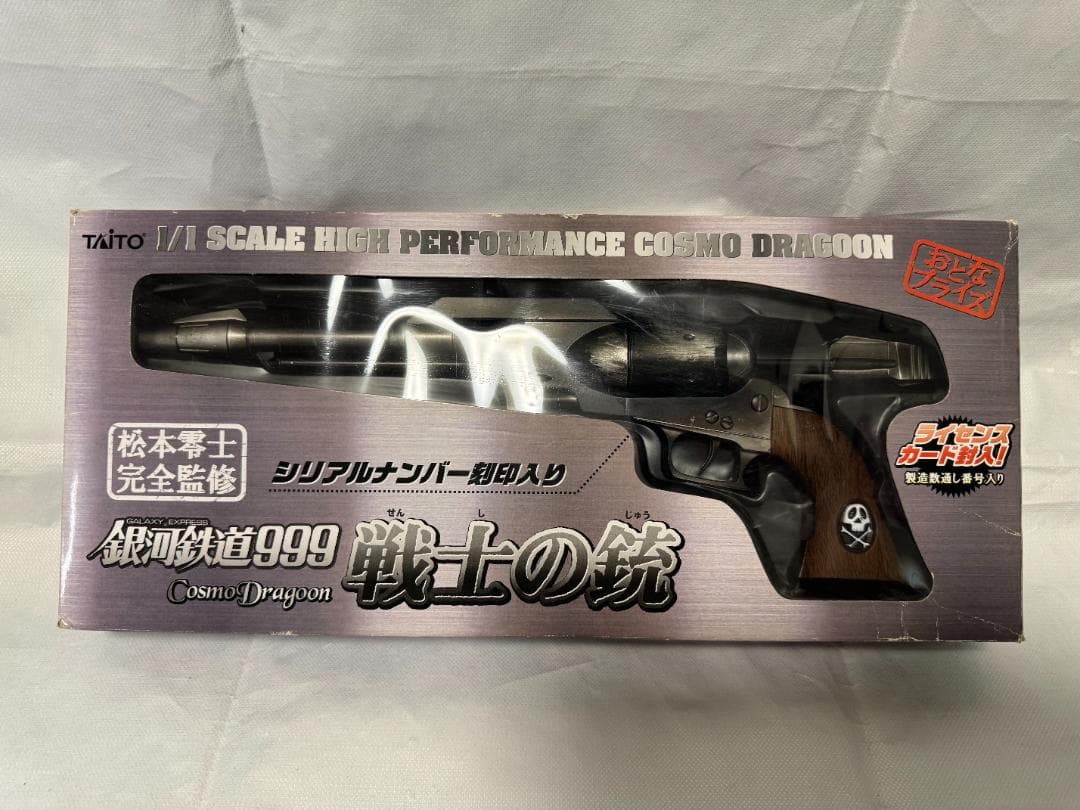 TAITO
1/1 SCALE HIGH PERFORMANCE COSMO DRAGOON
おとな
プライズ
松本零士
完全監修
シリアルナンバー刻印入り
ライセンス
カード封入!
製造数通し番号入り
GALAXY EXPRESS
銀河鉄道999
Cosmo Dragoon
せんしじゅう
戦士の銃